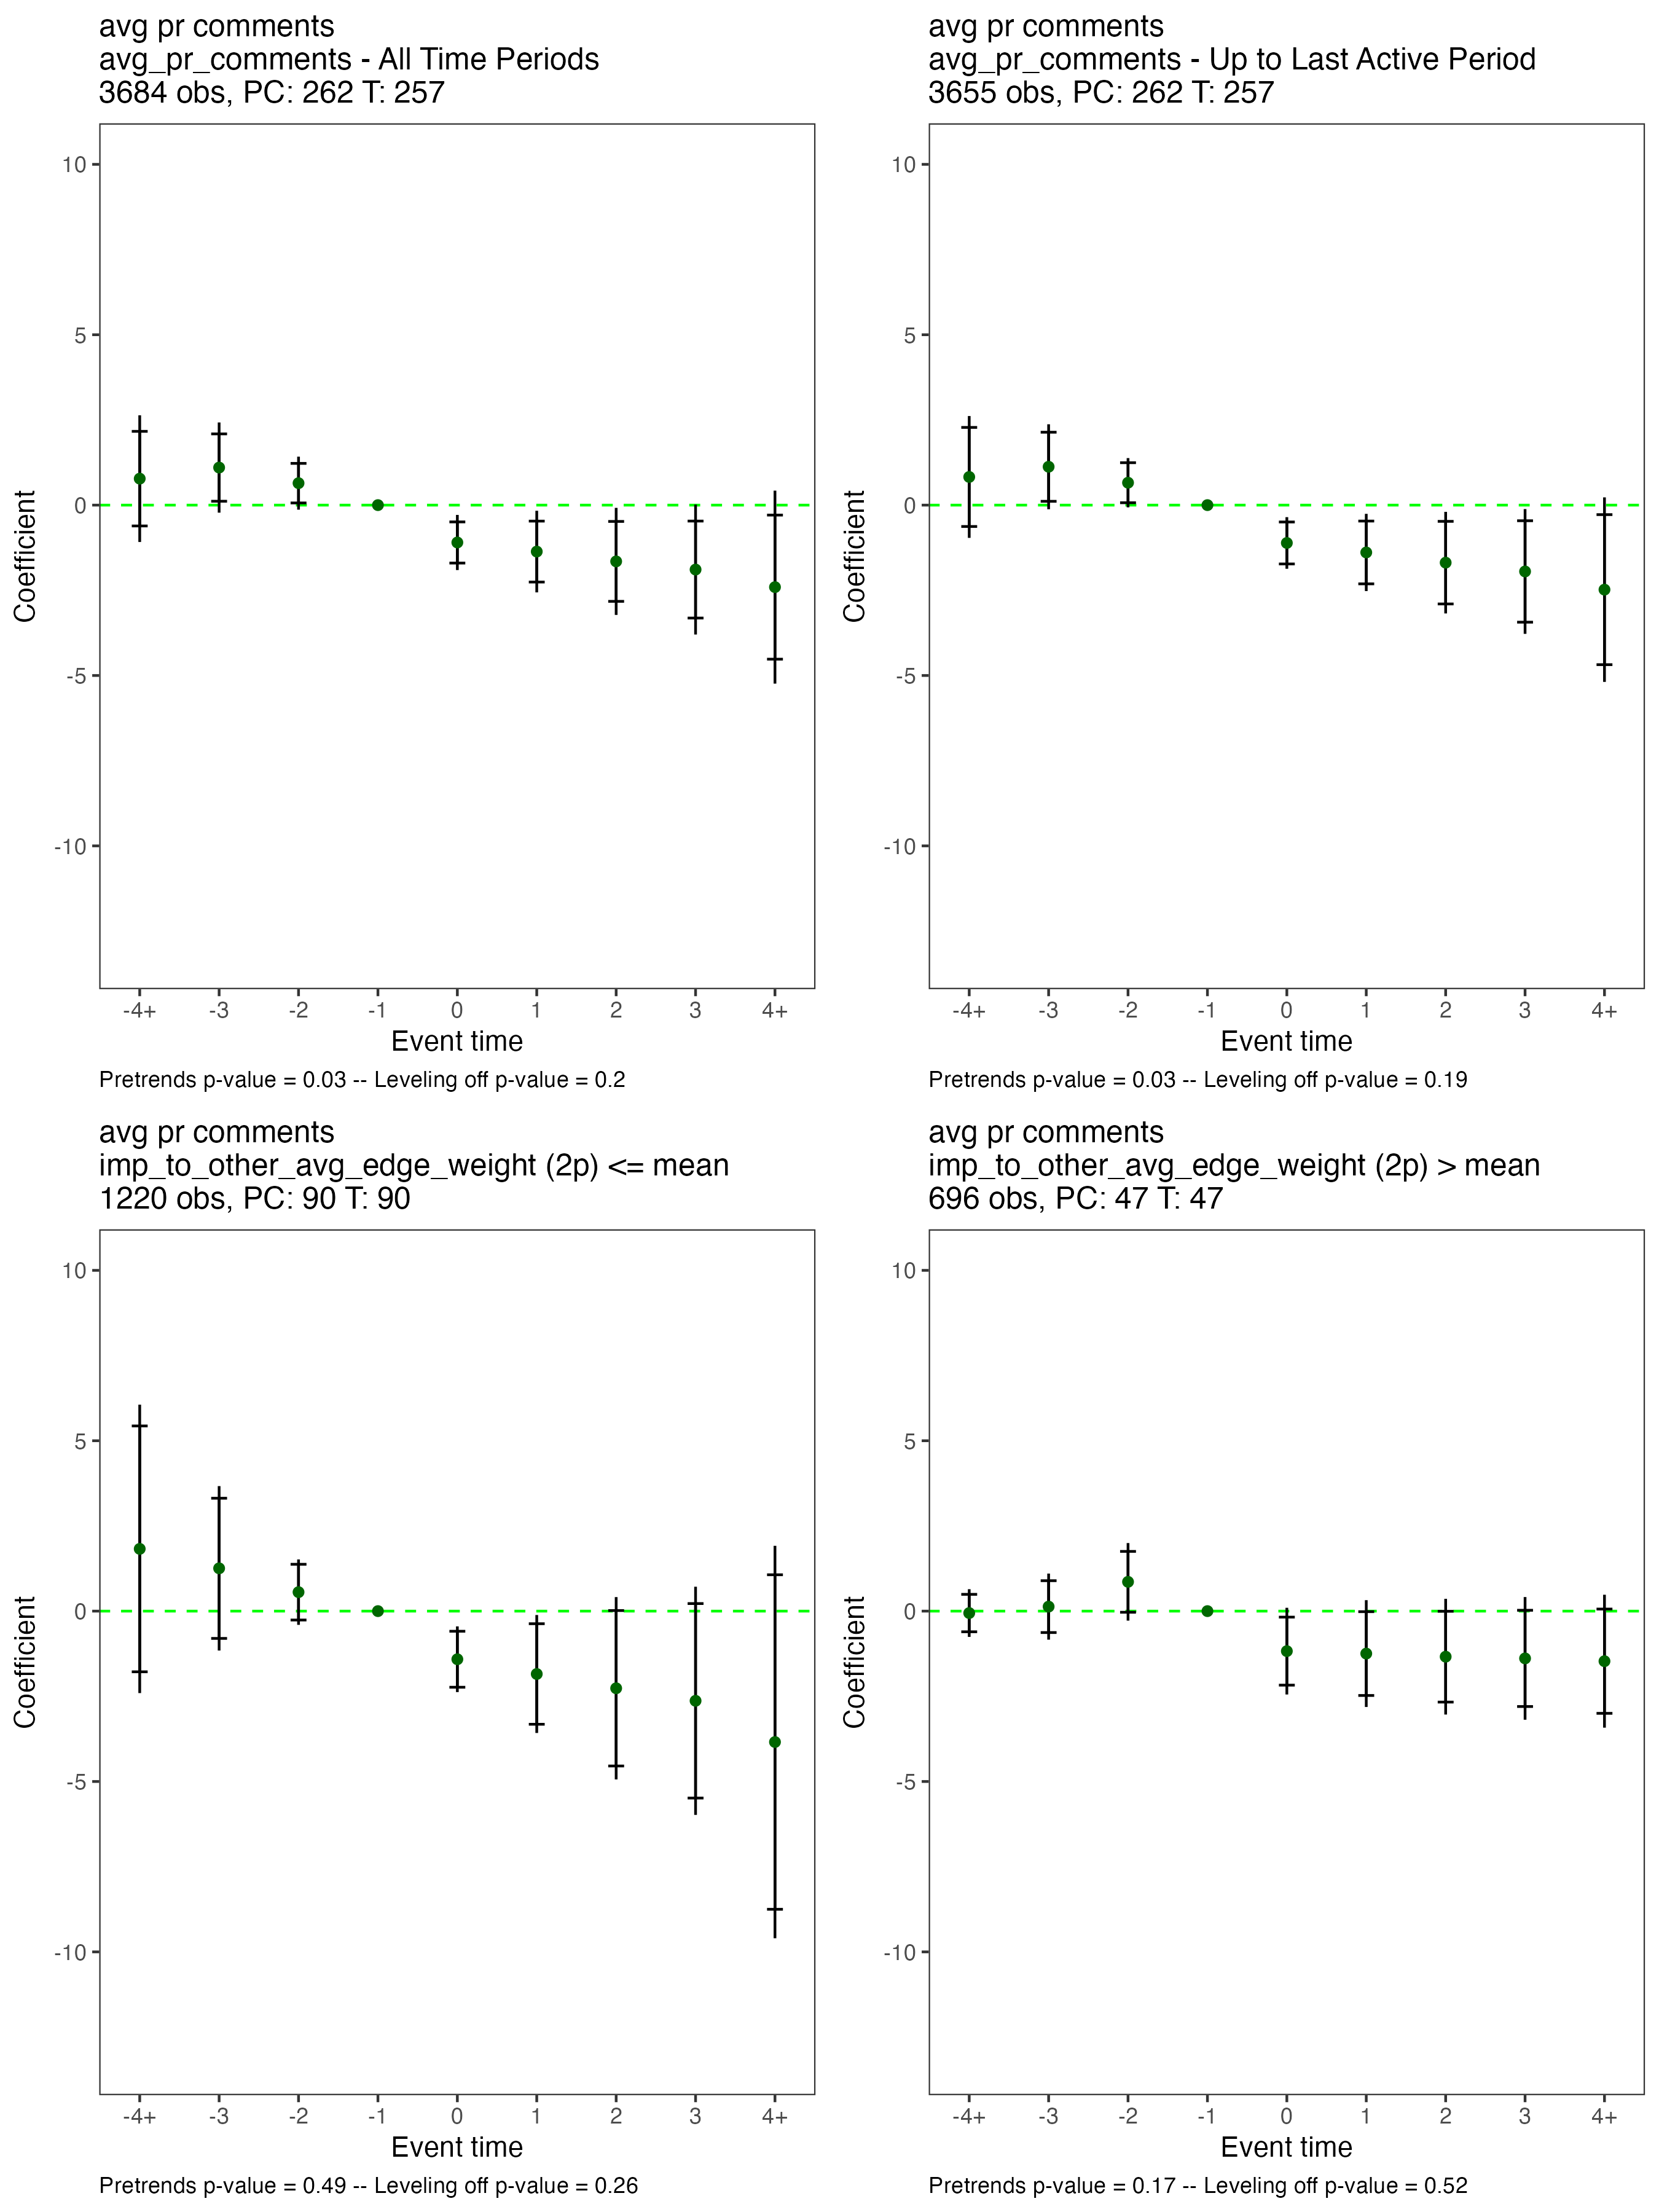 avg pr comments
avg_pr_comments - All Time Periods
3684 obs, PC: 262 T: 257
10
5
0
-5
-10
Coefficient
-4+ -3 -2 -1 0 1 2 3 4+
Event time
Pretrends p-value = 0.03 -- Leveling off p-value = 0.2
avg pr comments
avg_pr_comments - Up to Last Active Period
3655 obs, PC: 262 T: 257
10
5
0
-5
-10
Coefficient
-4+ -3 -2 -1 0 1 2 3 4+
Event time
Pretrends p-value = 0.03 -- Leveling off p-value = 0.19
avg pr comments
imp_to_other_avg_edge_weight (2p) <= mean
1220 obs, PC: 90 T: 90
10
5
0
-5
-10
Coefficient
-4+ -3 -2 -1 0 1 2 3 4+
Event time
Pretrends p-value = 0.49 -- Leveling off p-value = 0.26
avg pr comments
imp_to_other_avg_edge_weight (2p) > mean
696 obs, PC: 47 T: 47
10
5
0
-5
-10
Coefficient
-4+ -3 -2 -1 0 1 2 3 4+
Event time
Pretrends p-value = 0.17 -- Leveling off p-value = 0.52